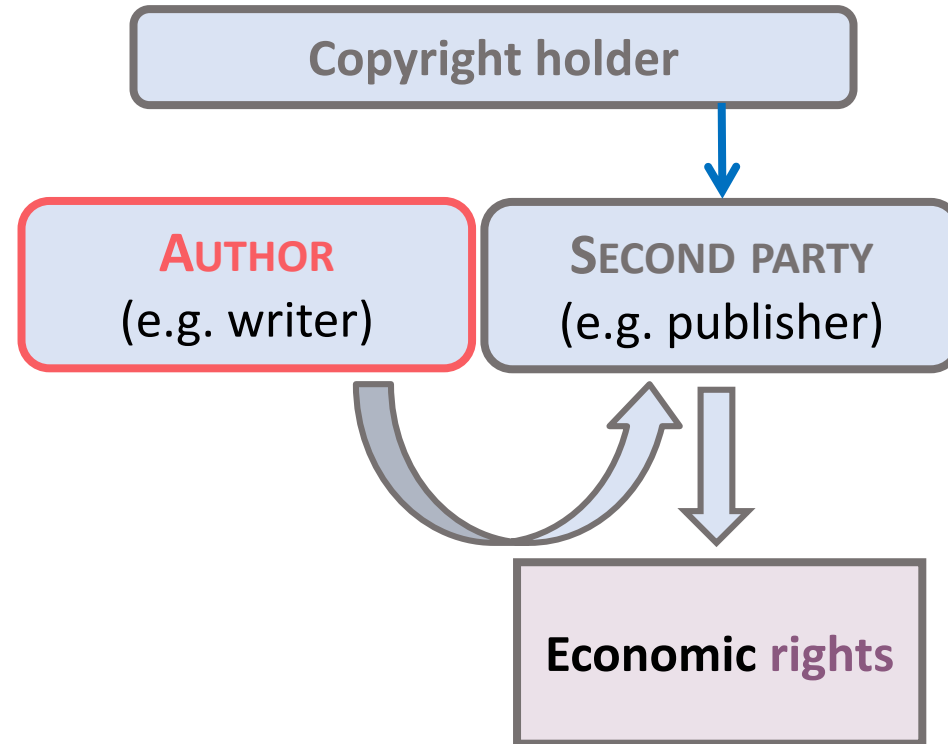 Copyright holder
AUTHOR
(e.g. writer)
SECOND PARTY
(e.g. publisher)
Economic rights